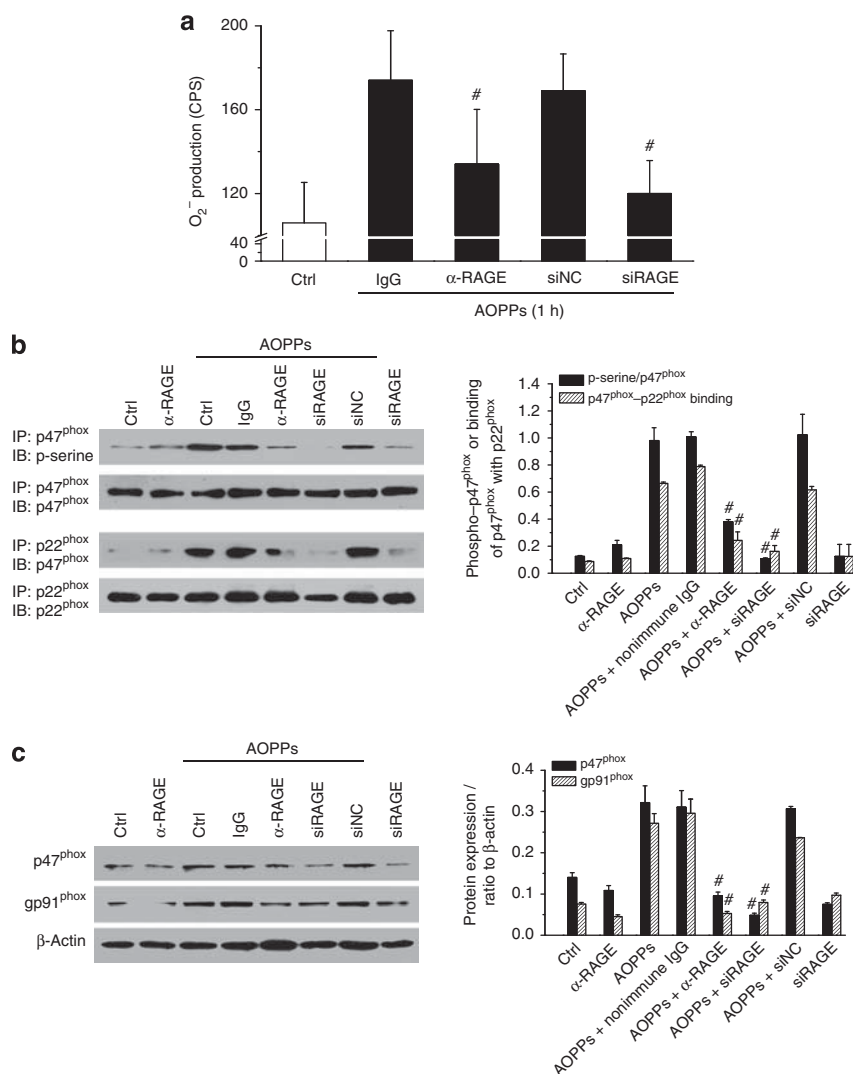 a
200
160
120
40
0
O2− production (CPS)
#
#
Ctrl
IgG
α-RAGE
siNC
siRAGE
AOPPs (1 h)
b
AOPPs
Ctrl
α-RAGE
Ctrl
IgG
α-RAGE
siRAGE
siNC
siRAGE
IP: p47phox
IB: p-serine
IP: p47phox
IB: p47phox
IP: p22phox
IB: p47phox
IP: p22phox
IB: p22phox
p-serine/p47phox
p47phox–p22phox binding
Phospho–p47phox or binding
of p47phox with p22phox
1.4
1.2
1.0
0.8
0.6
0.4
0.2
0.0
##
# #
Ctrl
α-RAGE
AOPPs
AOPPs + nonimmune IgG
AOPPs + α-RAGE
AOPPs + siRAGE
AOPPs + siNC
siRAGE
c
AOPPs
Ctrl
α-RAGE
Ctrl
IgG
α-RAGE
siRAGE
siNC
siRAGE
p47phox
gp91phox
β-Actin
p47phox
gp91phox
Protein expression /
ratio to β-actin
0.4
0.3
0.2
0.1
0.0
# #
# #
Ctrl
α-RAGE
AOPPs
AOPPs + nonimmune IgG
AOPPs + α-RAGE
AOPPs + siRAGE
AOPPs + siNC
siRAGE